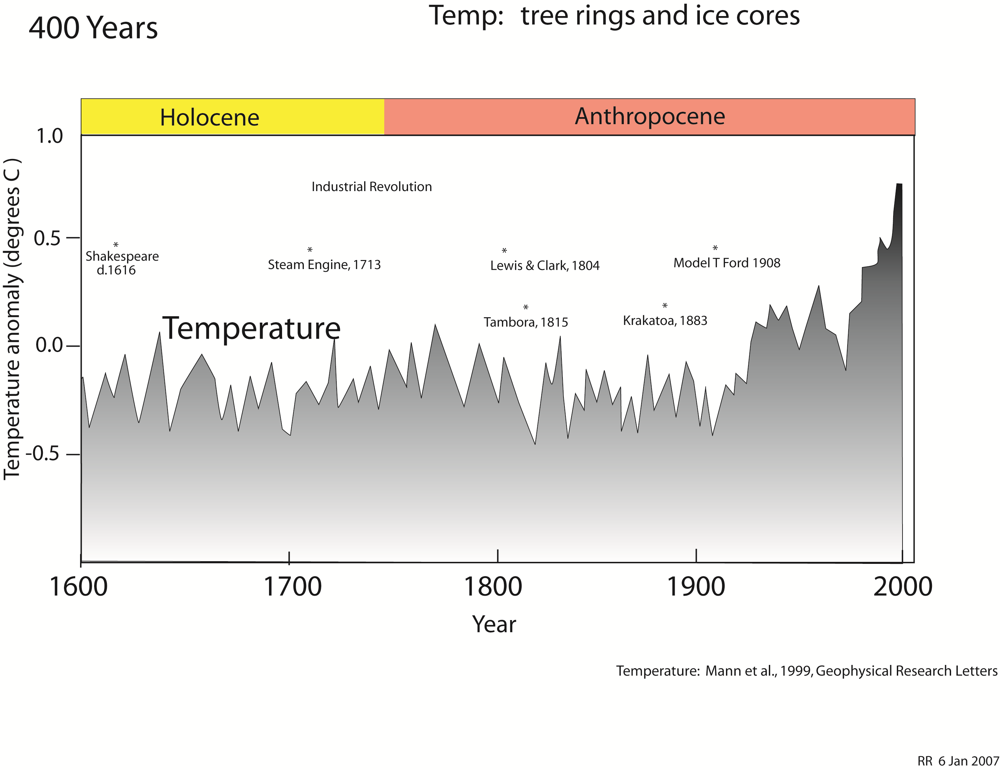 400 Years
Temp: tree rings and ice cores
Holocene
Anthropocene
1.0
0.5
0.0
-0.5
Temperature anomaly (degrees C )
Industrial Revolution
*
Shakespeare
d.1616
*
Steam Engine, 1713
*
Lewis & Clark, 1804
*
Model T Ford 1908
Temperature
*
Tambora, 1815
*
Krakatoa, 1883
1600
1700
1800
1900
2000
Year
Temperature: Mann et al., 1999, Geophysical Research Letters
RR 6 Jan 2007